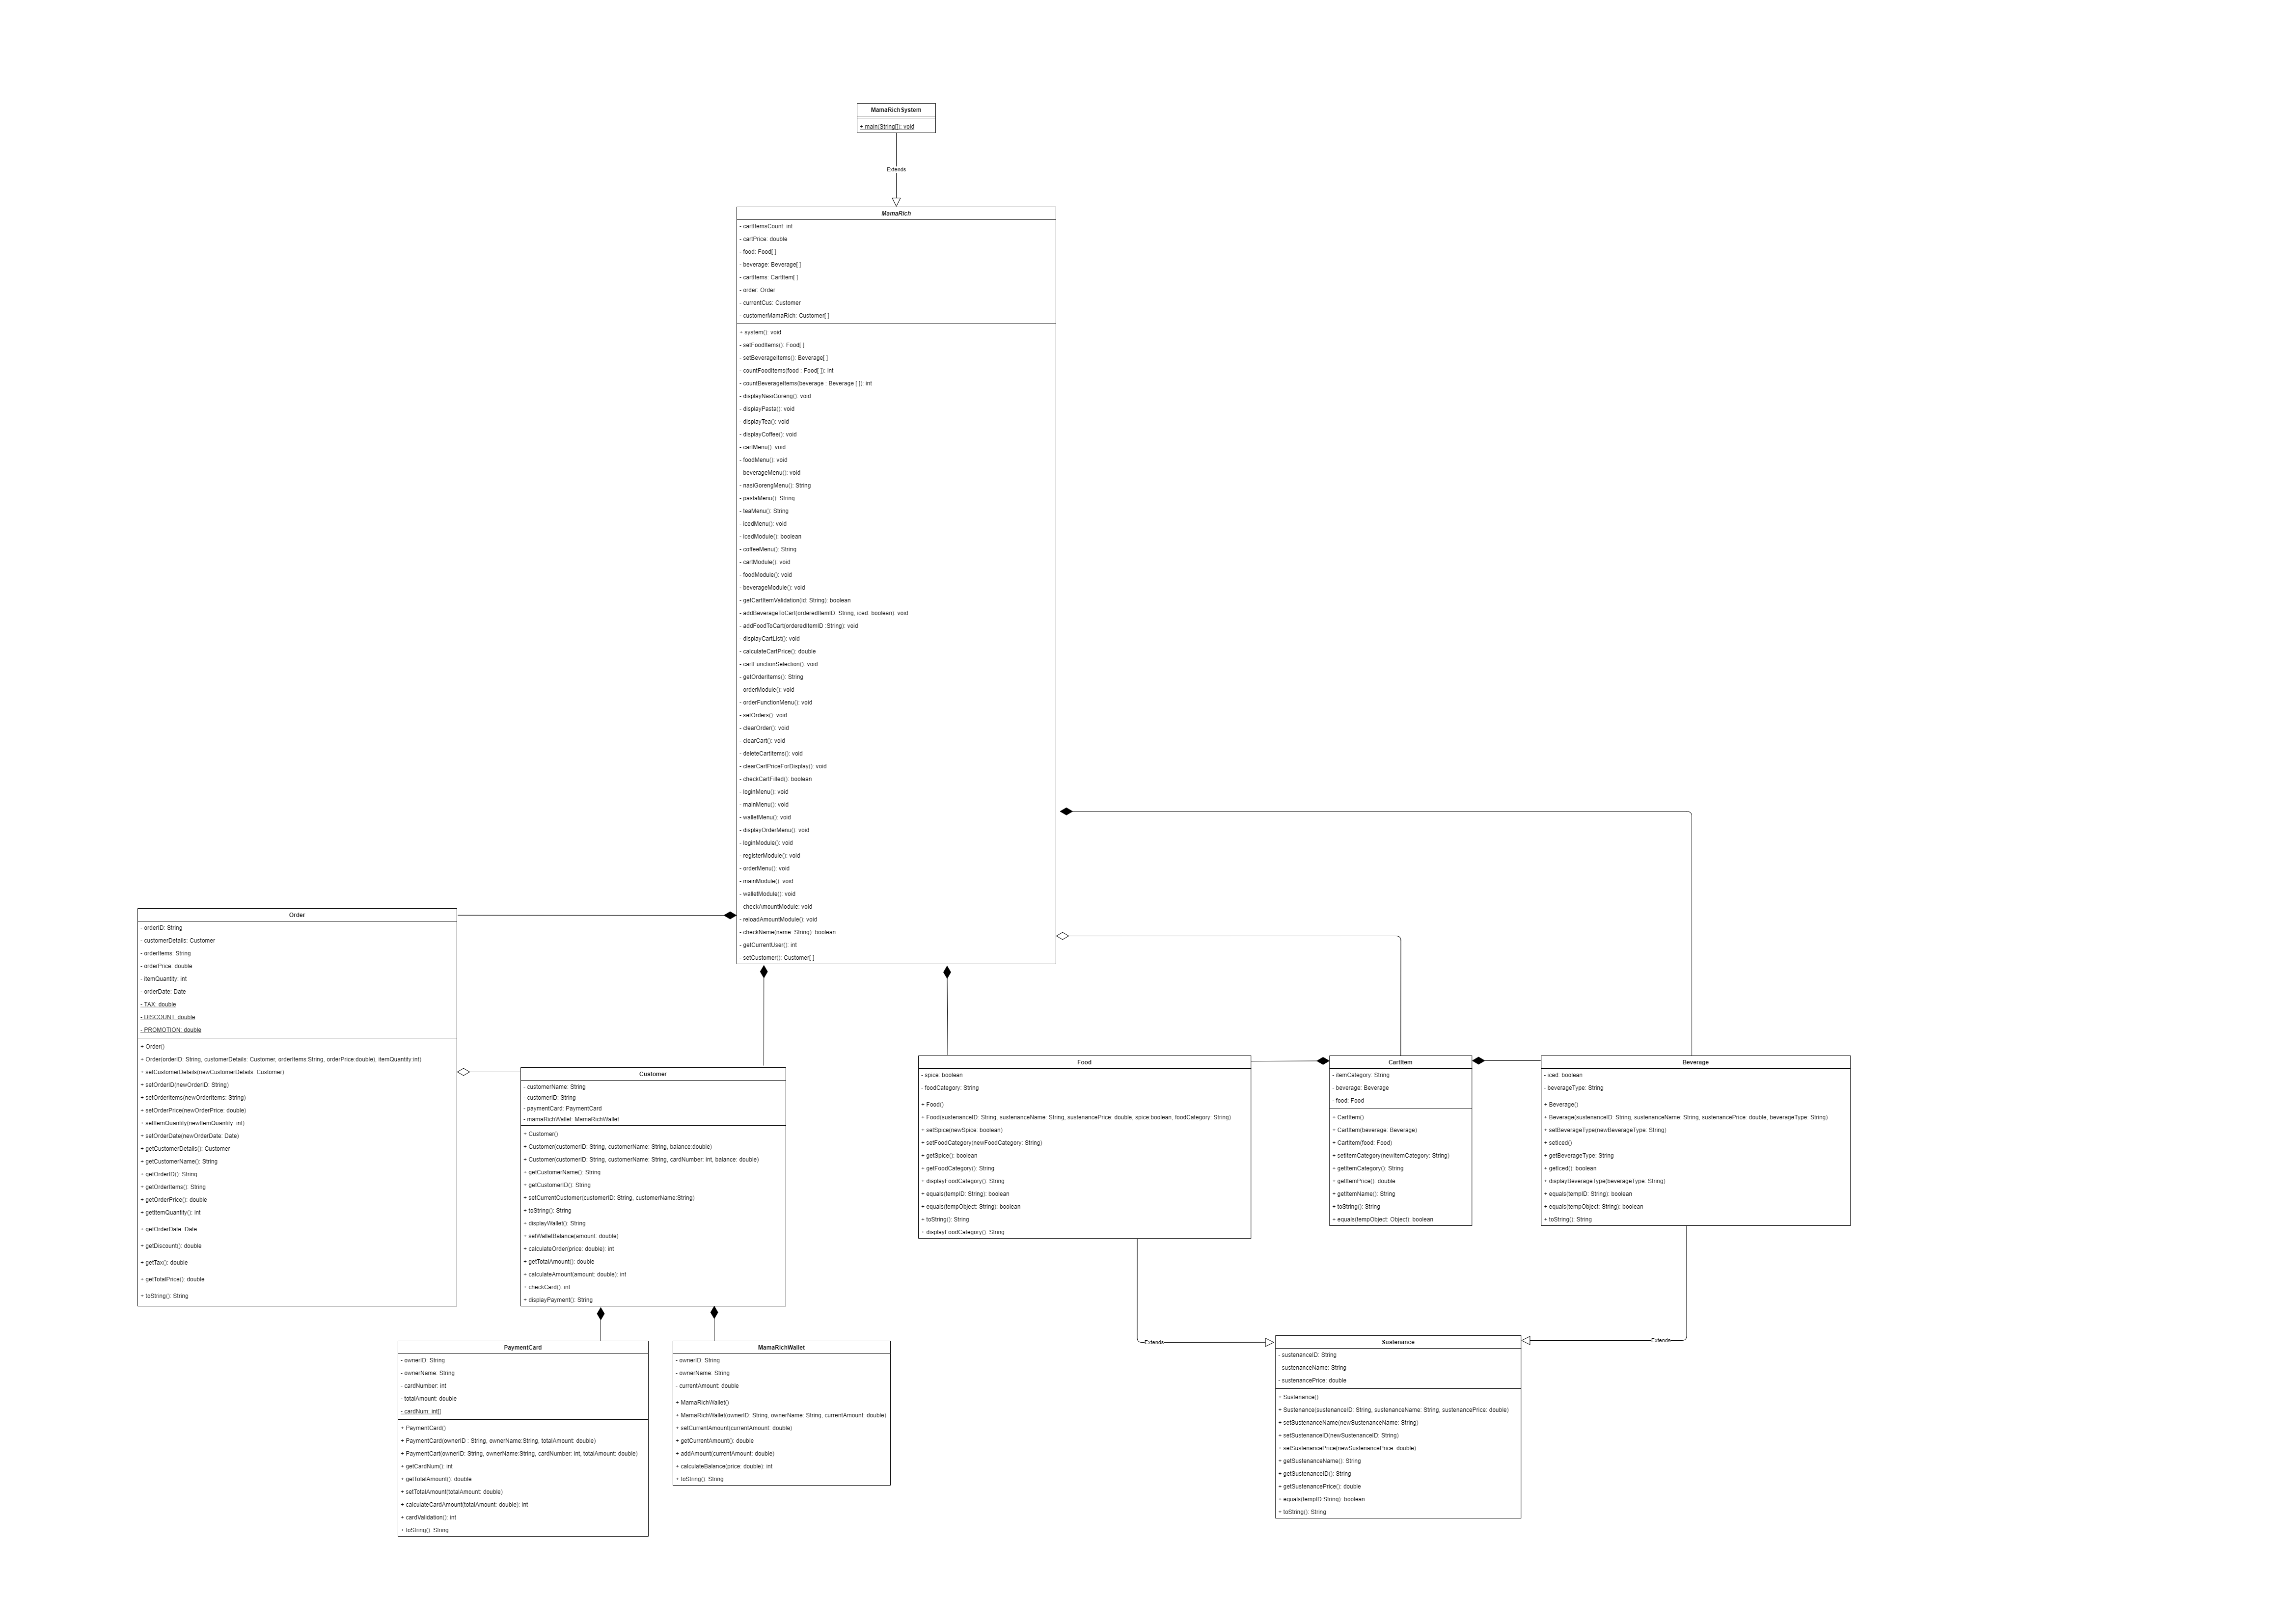 MamaRichSystem
+ main(String[]): void
Extends
MamaRich
- cartItemsCount: int
- cartPrice: double
- food: Food[ ]
- beverage: Beverage[ ]
- cartItems: CartItem[ ]
- order: Order
- currentCus: Customer
- customerMamaRich: Customer[ ]
+ system(): void
- setFoodItems(): Food[ ]
- setBeverageItems(): Beverage[ ]
- countFoodItems(food : Food[ ]): int
- countBeverageItems(beverage : Beverage [ ]): int
- displayNasiGoreng(): void
- displayPasta(): void
- displayTea(): void
- displayCoffee(): void
- cartMenu(): void
- foodMenu(): void
- beverageMenu(): void
- nasiGorengMenu(): String
- pastaMenu(): String
- teaMenu(): String
- icedMenu(): void
- icedModule(): boolean
- coffeeMenu(): String
- cartModule(): void
- foodModule(): void
- beverageModule(): void
- getCartItemValidation(id: String): boolean
- addBeverageToCart(orderedItemID: String, iced: boolean): void
- addFoodToCart(orderedItemID :String): void
- displayCartList(): void
- calculateCartPrice(): double
- cartFunctionSelection(): void
- getOrderItems(): String
- orderModule(): void
- orderFunctionMenu(): void
- setOrders(): void
- clearOrder(): void
- clearCart(): void
- deleteCartItems(): void
- clearCartPriceForDisplay(): void
- checkCartFilled(): boolean
- loginMenu(): void
- mainMenu(): void
- walletMenu(): void
- displayOrderMenu(): void
- loginModule(): void
- registerModule(): void
- orderMenu(): void
- mainModule(): void
- walletModule(): void
- checkAmountModule: void
- reloadAmountModule(): void
- checkName(name: String): boolean
- getCurrentUser(): int
- setCustomer(): Customer[ ]
Order
- orderID: String
- customerDetails: Customer
- orderItems: String
- orderPrice: double
- itemQuantity: int
- orderDate: Date
- TAX: double
- DISCOUNT: double
- PROMOTION: double
+ Order()
+ Order(orderID: String, customerDetails: Customer, orderItems:String, orderPrice:double), itemQuantity:int)
+ setCustomerDetails(newCustomerDetails: Customer)
+ setOrderID(newOrderID: String)
+ setOrderItems(newOrderItems: String)
+ setOrderPrice(newOrderPrice: double)
+ setItemQuantity(newItemQuantity: int)
+ setOrderDate(newOrderDate: Date)
+ getCustomerDetails(): Customer
+ getCustomerName(): String
+ getOrderID(): String
+ getOrderItems(): String
+ getOrderPrice(): double
+ getItemQuantity(): int
+ getOrderDate: Date
+ getDiscount(): double
+ getTax(): double
+ getTotalPrice(): double
+ toString(): String
Customer
- customerName: String
- customerID: String
- paymentCard: PaymentCard
- mamaRichWallet: MamaRichWallet
+ Customer()
+ Customer(customerID: String, customerName: String, balance:double)
+ Customer(customerID: String, customerName: String, cardNumber: int, balance: double)
+ getCustomerName(): String
+ getCustomerID(): String
+ setCurrentCustomer(customerID: String, customerName:String)
+ toString(): String
+ displayWallet(): String
+ setWalletBalance(amount: double)
+ calculateOrder(price: double): int
+ getTotalAmount(): double
+ calculateAmount(amount: double): int
+ checkCard(): int
+ displayPayment(): String
Food
- spice: boolean
- foodCategory: String
+ Food()
+ Food(sustenanceID: String, sustenanceName: String, sustenancePrice: double, spice:boolean, foodCategory: String)
+ setSpice(newSpice: boolean)
+ setFoodCategory(newFoodCategory: String)
+ getSpice(): boolean
+ getFoodCategory(): String
+ displayFoodCategory(): String
+ equals(tempID: String): boolean
+ equals(tempObject: String): boolean
+ toString(): String
+ displayFoodCategory(): String
CartItem
- itemCategory: String
- beverage: Beverage
- food: Food
+ CartItem()
+ CartItem(beverage: Beverage)
+ CartItem(food: Food)
+ setItemCategory(newItemCategory: String)
+ getItemCategory(): String
+ getItemPrice(): double
+ getItemName(): String
+ toString(): String
+ equals(tempObject: Object): boolean
Beverage
- iced: boolean
- beverageType: String
+ Beverage()
+ Beverage(sustenanceID: String, sustenanceName: String, sustenancePrice: double, beverageType: String)
+ setBeverageType(newBeverageType: String)
+ setIced()
+ getBeverageType: String
+ getIced(): boolean
+ displayBeverageType(beverageType: String)
+ equals(tempID: String): boolean
+ equals(tempObject: String): boolean
+ toString(): String
PaymentCard
- ownerID: String
- ownerName: String
- cardNumber: int
- totalAmount: double
- cardNum: int[]
+ PaymentCard()
+ PaymentCard(ownerID : String, ownerName:String, totalAmount: double)
+ PaymentCart(ownerID: String, ownerName:String, cardNumber: int, totalAmount: double)
+ getCardNum(): int
+ getTotalAmount(): double
+ setTotalAmount(totalAmount: double)
+ calculateCardAmount(totalAmount: double): int
+ cardValidation(): int
+ toString(): String
MamaRichWallet
- ownerID: String
- ownerName: String
- currentAmount: double
+ MamaRichWallet()
+ MamaRichWallet(ownerID: String, ownerName: String, currentAmount: double)
+ setCurrentAmount(currentAmount: double)
+ getCurrentAmount(): double
+ addAmount(currentAmount: double)
+ calculateBalance(price: double): int
+ toString(): String
Extends
Extends
Sustenance
- sustenanceID: String
- sustenanceName: String
- sustenancePrice: double
+ Sustenance()
+ Sustenance(sustenanceID: String, sustenanceName: String, sustenancePrice: double)
+ setSustenanceName(newSustenanceName: String)
+ setSustenanceID(newSustenanceID: String)
+ setSustenancePrice(newSustenancePrice: double)
+ getSustenanceName(): String
+ getSustenanceID(): String
+ getSustenancePrice(): double
+ equals(tempID:String): boolean
+ toString(): String